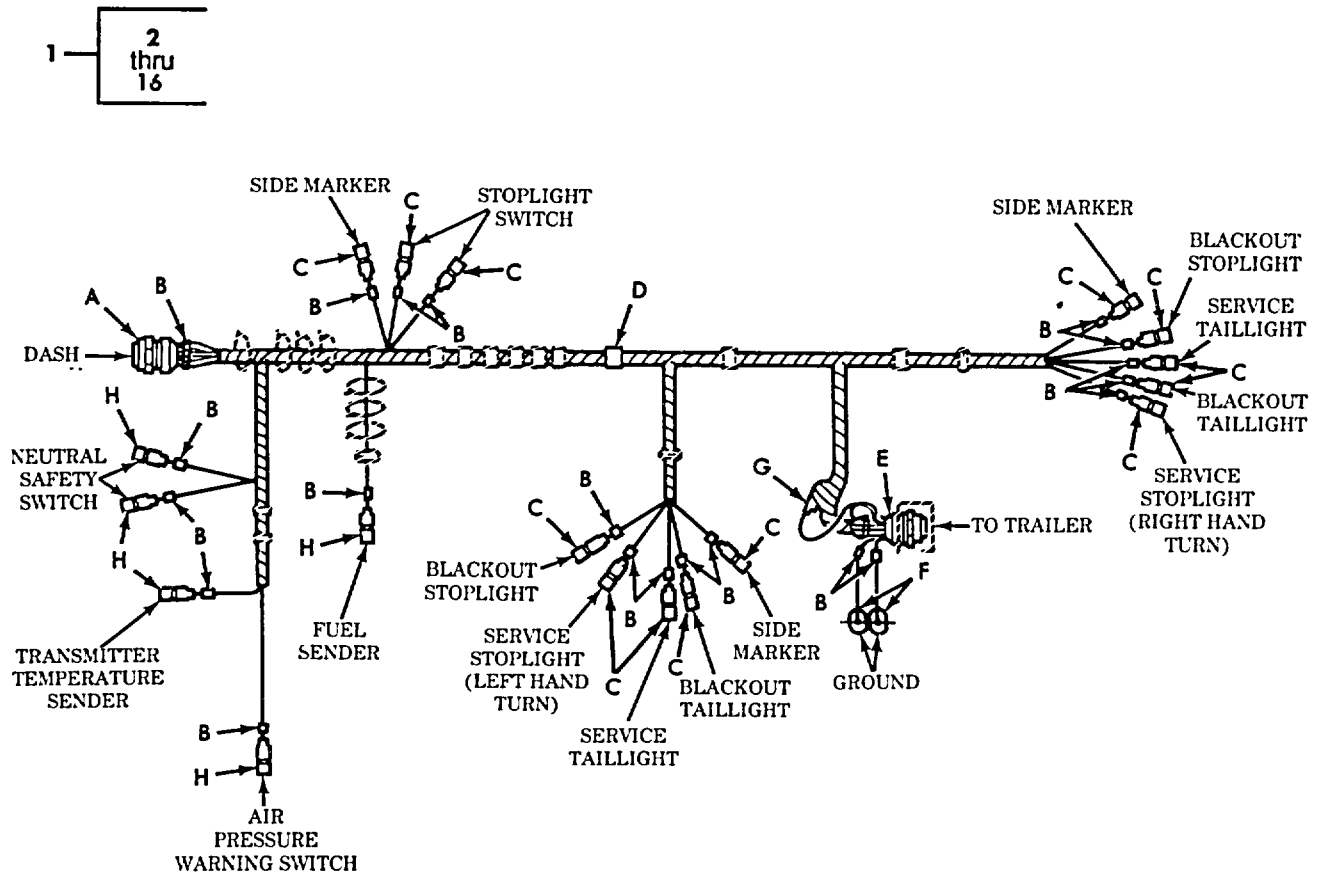 1
2
thru
16
SIDE MARKER
C
STOPLIGHT
SWITCH
C
C
B
B
A
B
DASH
D
SIDE MARKER
BLACKOUT
STOPLIGHT
C
C
SERVICE
TAILLIGHT
B
B
C
BLACKOUT
TAILLIGHT
C
SERVICE
STOPLIGHT
(RIGHT HAND
TURN)
H
B
NEUTRAL
SAFETY
SWITCH
H
B
H
TRANSMITTER
TEMPERATURE
SENDER
B
H
FUEL
SENDER
B
H
AIR
PRESSURE
WARNING SWITCH
B
C
BLACKOUT
STOPLIGHT
C
B
B
SERVICE
STOPLIGHT
(LEFT HAND
TURN)
C
C
SIDE
MARKER
BLACKOUT
TAILLIGHT
SERVICE
TAILLIGHT
G
E
TO TRAILER
F
B
GROUND